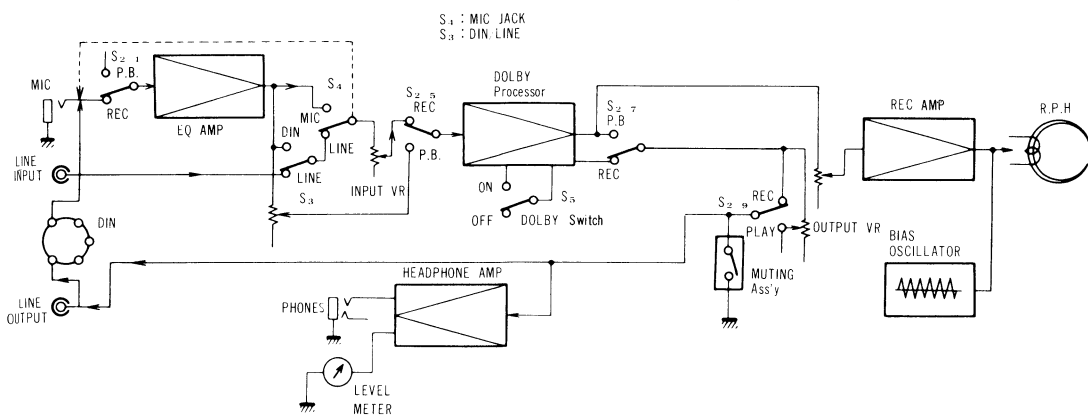 S4 : MIC JACK
S3 : DIN/LINE
S2-1
P.B.
MIC
REC
EQ AMP
S4
MIC
DIN
LINE
LINE
S3
INPUT VR
S2-5
REC
P.B.
DOLBY
Processor
S2-7
P.B
REC
ON
OFF
S5
DOLBY Switch
REC AMP
R.P.H
LINE
INPUT
DIN
LINE
OUTPUT
S2-9
REC
PLAY
OUTPUT VR
MUTING
Ass'y
BIAS
OSCILLATOR
HEADPHONE AMP
PHONES
LEVEL
METER